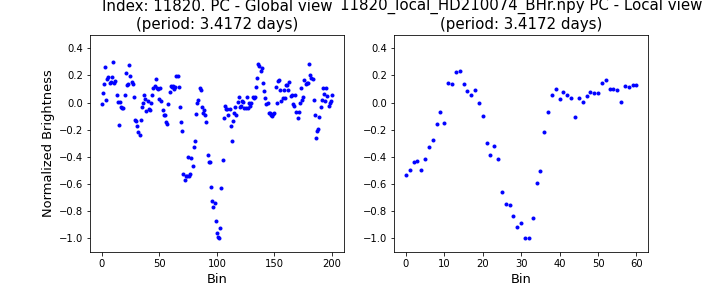 Index: 11820. PC - Global view
(period: 3.4172 days)
11820_local_HD210074_BHr.npy PC - Local view
(period: 3.4172 days)
Normalized Brightness
0.4
0.2
0.0
−0.2
−0.4
−0.6
−0.8
−1.0
0 50 100 150 200
Bin
0.4
0.2
0.0
−0.2
−0.4
−0.6
−0.8
−1.0
0 20 40 60
Bin